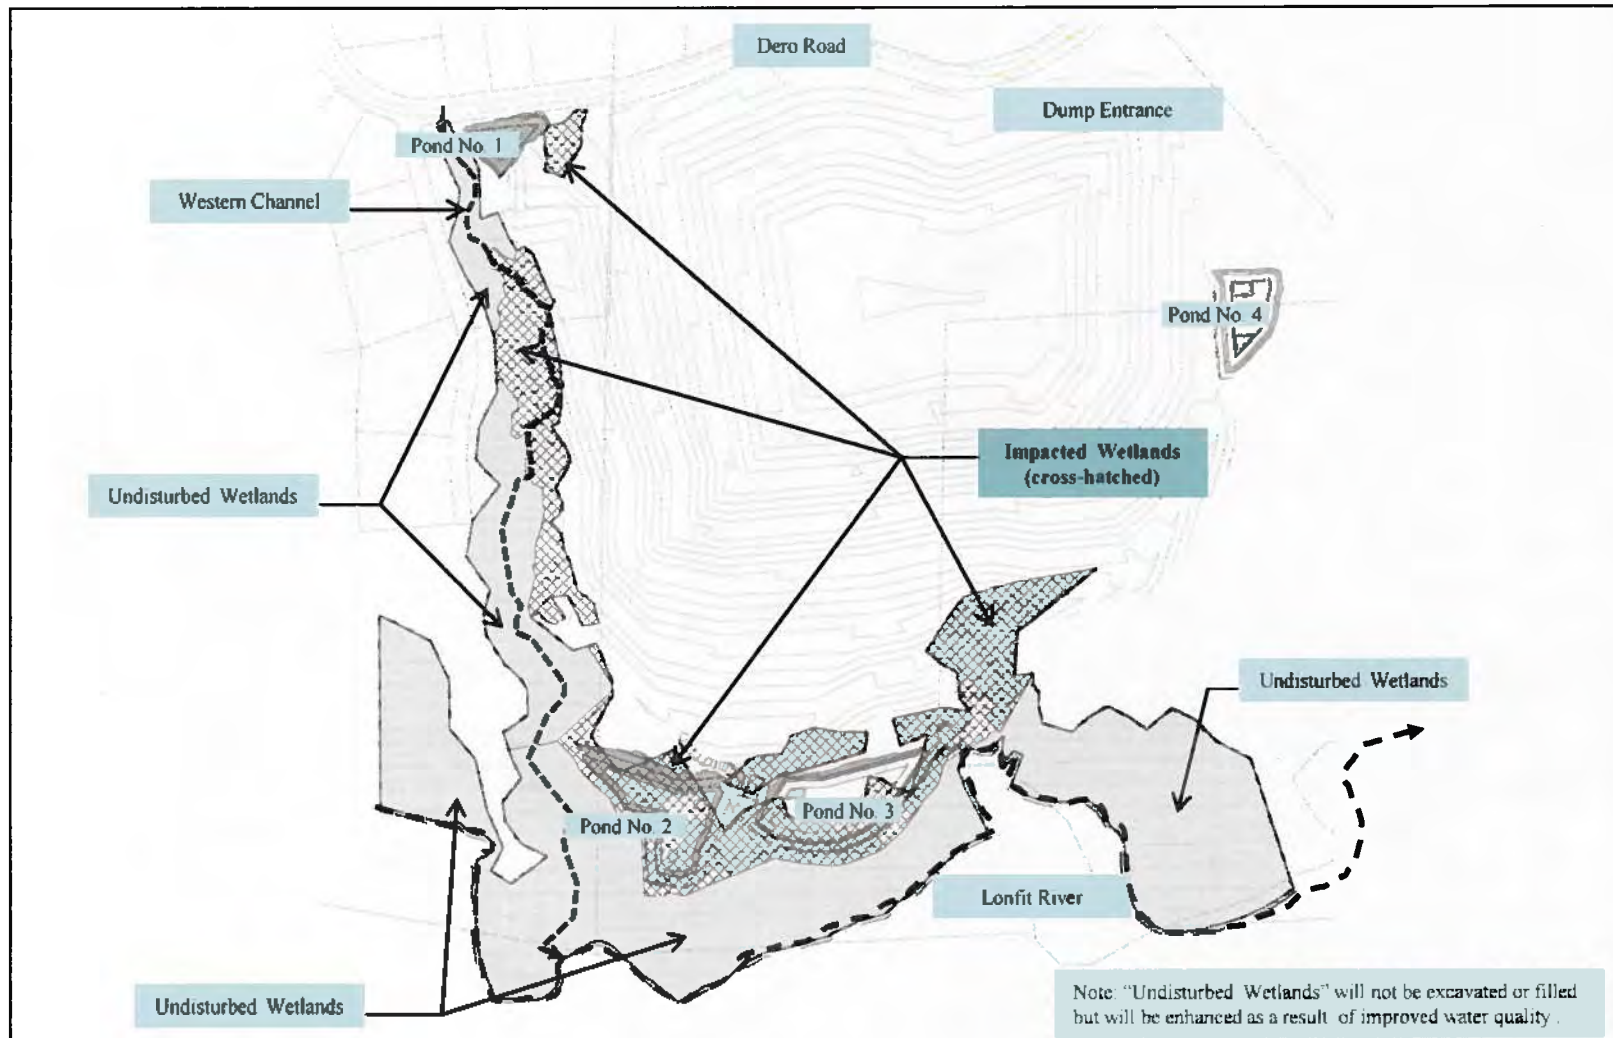 Dero Road
Dump Entrance
Pond No. 1
Western Channel
Pond No. 4
Impacted Wetlands
(cross-hatched)
Undisturbed Wetlands
Undisturbed Wetlands
Pond No. 2
Pond No. 3
Lonfit River
Undisturbed Wetlands
Note: "Undisturbed Wetlands" will not be excavated or filled
but will be enhanced as a result of improved water quality.